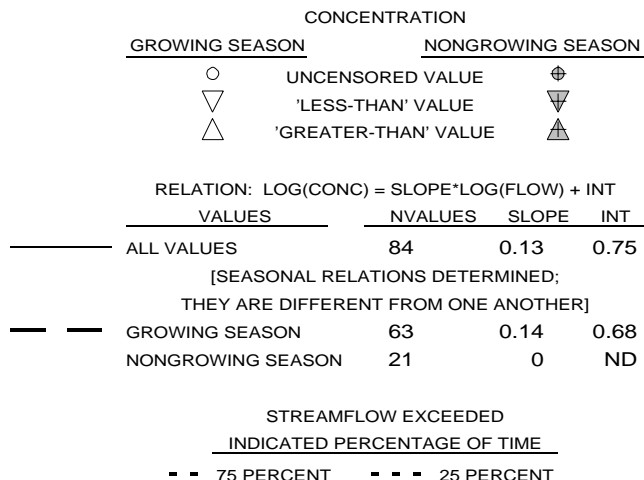 CONCENTRATION
GROWING SEASON NONGROWING SEASON
UNCENSORED VALUE
'LESS-THAN' VALUE
'GREATER-THAN' VALUE
RELATION: LOG(CONC) = SLOPE*LOG(FLOW) + INT
VALUES NVALUES SLOPE INT
ALL VALUES 84 0.13 0.75
[SEASONAL RELATIONS DETERMINED;
THEY ARE DIFFERENT FROM ONE ANOTHER]
GROWING SEASON 63 0.14 0.68
NONGROWING SEASON 21 0 ND
STREAMFLOW EXCEEDED
INDICATED PERCENTAGE OF TIME
75 PERCENT 25 PERCENT